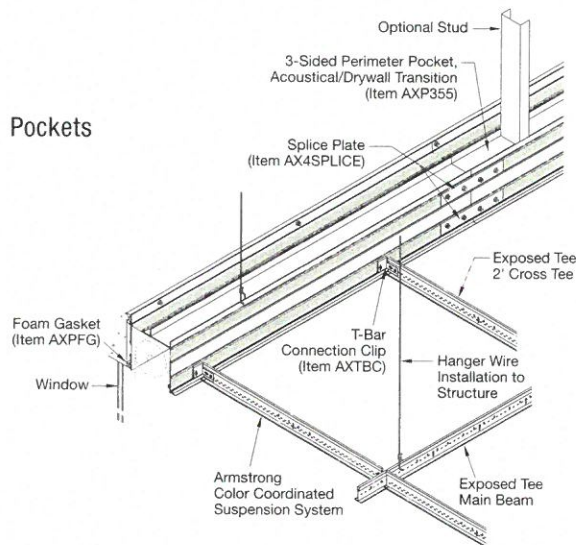 Optional Stud
3-Sided Perimeter Pocket,
Acoustical/Drywall Transition
(Item AXP355)
Pockets
Splice Plate
(Item AX4SPLICE)
Exposed Tee
2' Cross Tee
Foam Gasket
(Item AXPFG)
T-Bar
Connection Clip
(Item AXTBC)
Hanger Wire
Installation to
Structure
Window
Armstrong
Color Coordinated
Suspension System
Exposed Tee
Main Beam